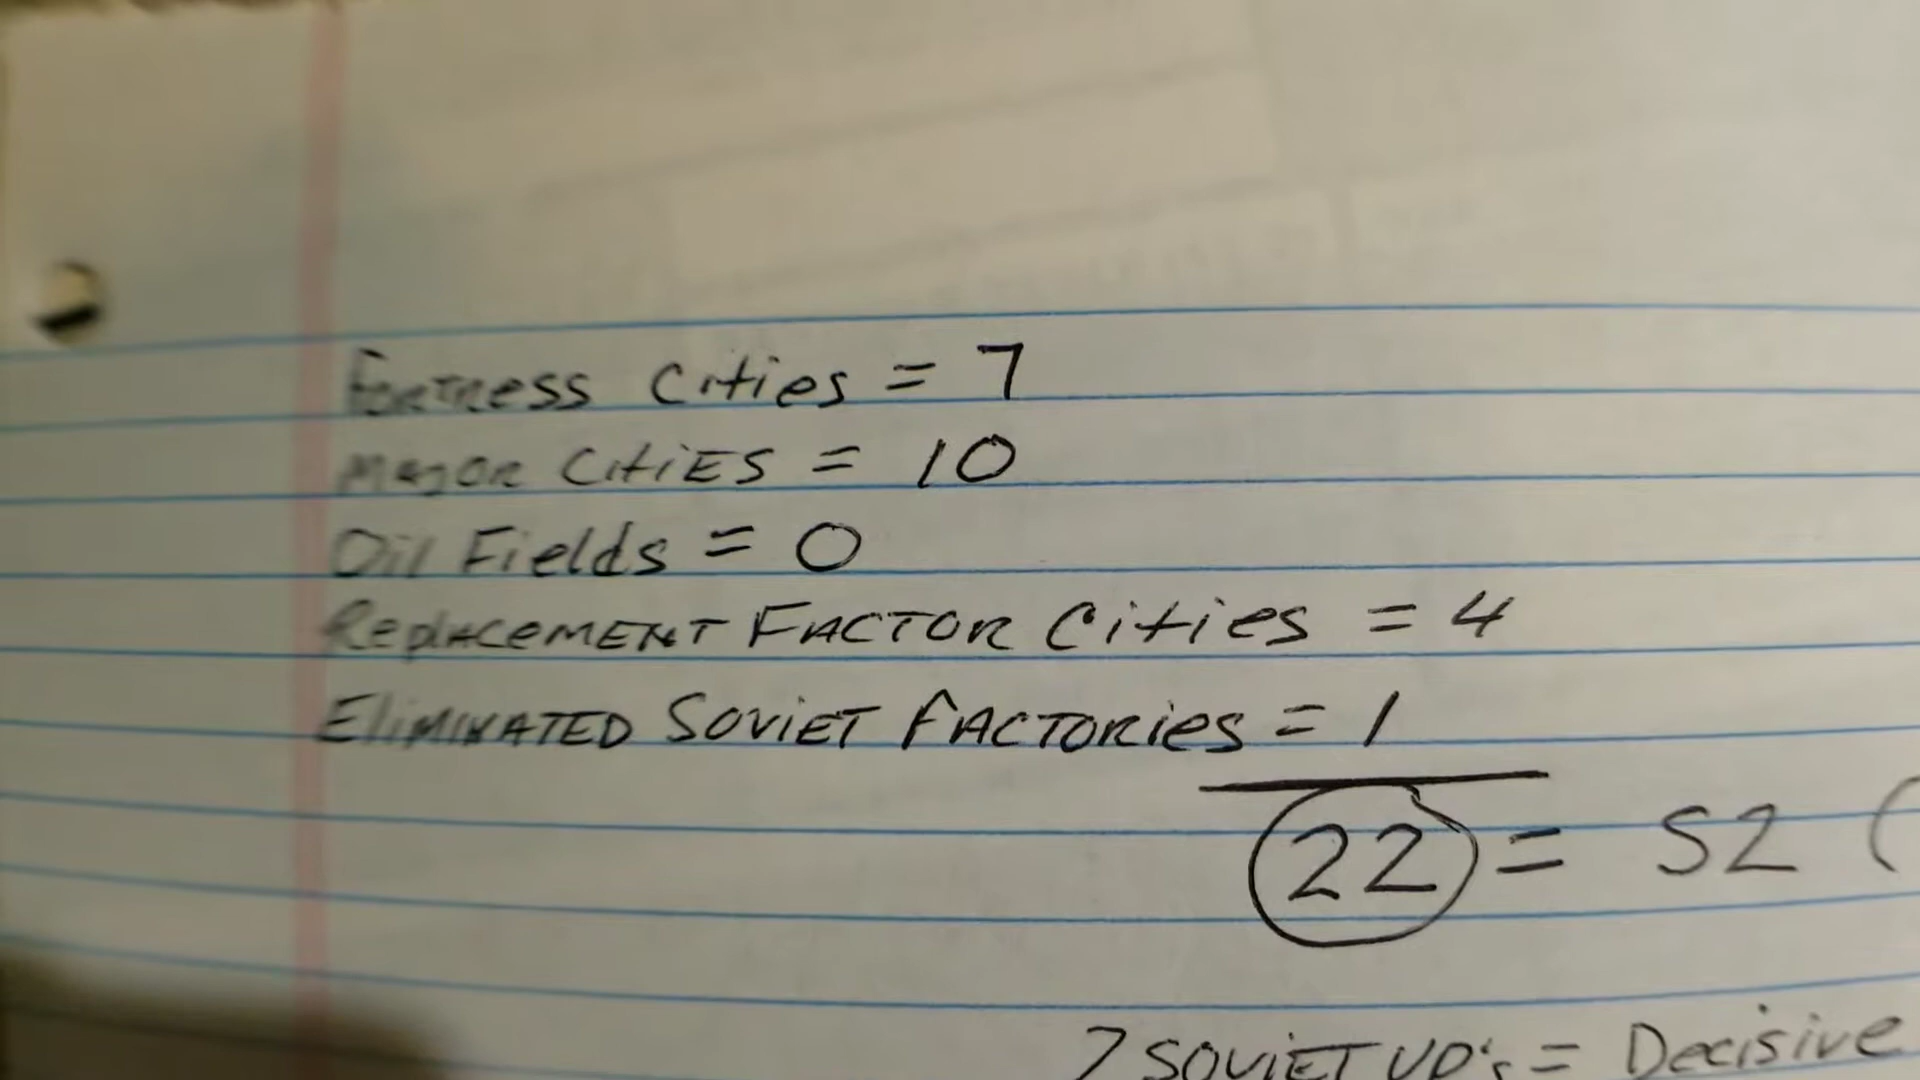 Fortress Cities = 7
Major Cities = 10
Oil Fields = 0
Replacement Factor Cities = 4
Eliminated Soviet Factories = 1
22 = 52 (
7 Soviet VP's = Decisive